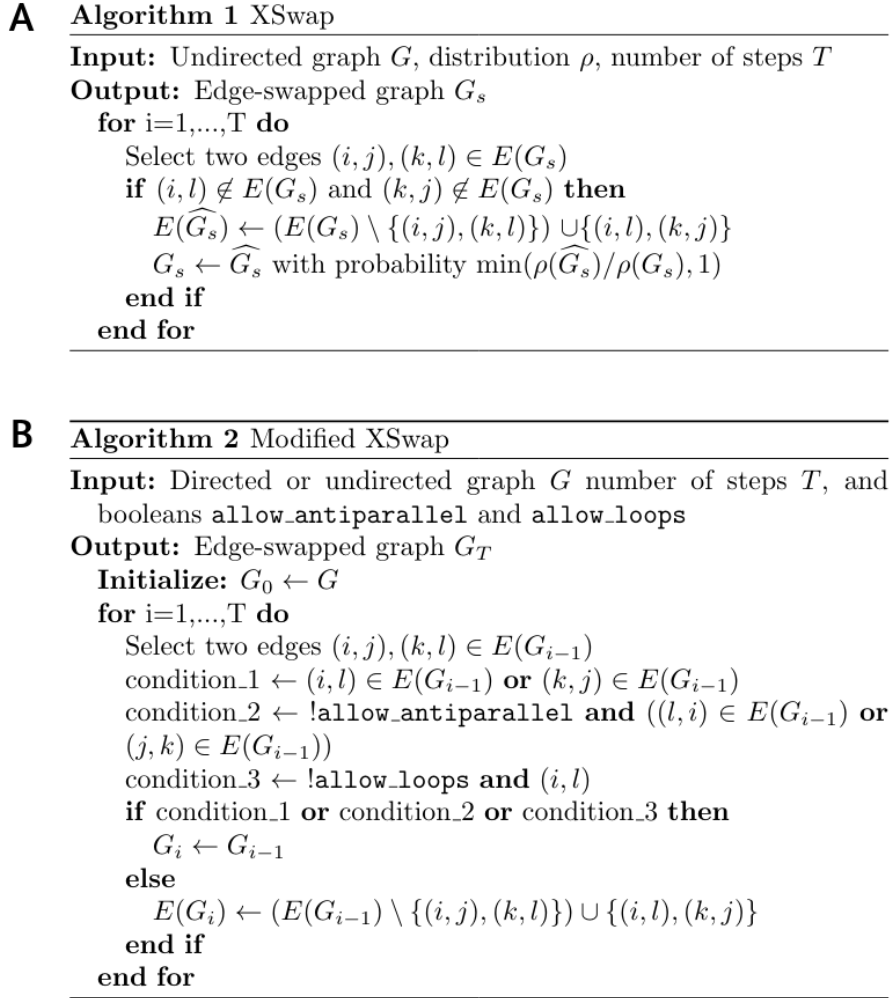 A
Algorithm 1 XSwap
Input: Undirected graph G, distribution ρ, number of steps T
Output: Edge-swapped graph G_s
for i=1,...,T do
Select two edges (i, j), (k, l) ∈ E(G_s)
if (i, l) ∉ E(G_s) and (k, j) ∉ E(G_s) then
E(Ĝ_s) ← (E(G_s) \ {(i, j), (k, l)}) ∪{(i, l), (k, j)}
G_s ← Ĝ_s with probability min(ρ(Ĝ_s)/ρ(G_s), 1)
end if
end for
B
Algorithm 2 Modified XSwap
Input: Directed or undirected graph G number of steps T, and
booleans allow_antiparallel and allow_loops
Output: Edge-swapped graph G_T
Initialize: G_0 ← G
for i=1,...,T do
Select two edges (i, j), (k, l) ∈ E(G_{i−1})
condition_1 ← (i, l) ∈ E(G_{i−1}) or (k, j) ∈ E(G_{i−1})
condition_2 ← !allow_antiparallel and ((l, i) ∈ E(G_{i−1}) or
(j, k) ∈ E(G_{i−1}))
condition_3 ← !allow_loops and (i, l)
if condition_1 or condition_2 or condition_3 then
G_i ← G_{i−1}
else
E(G_i) ← (E(G_{i−1}) \ {(i, j), (k, l)}) ∪ {(i, l), (k, j)}
end if
end for